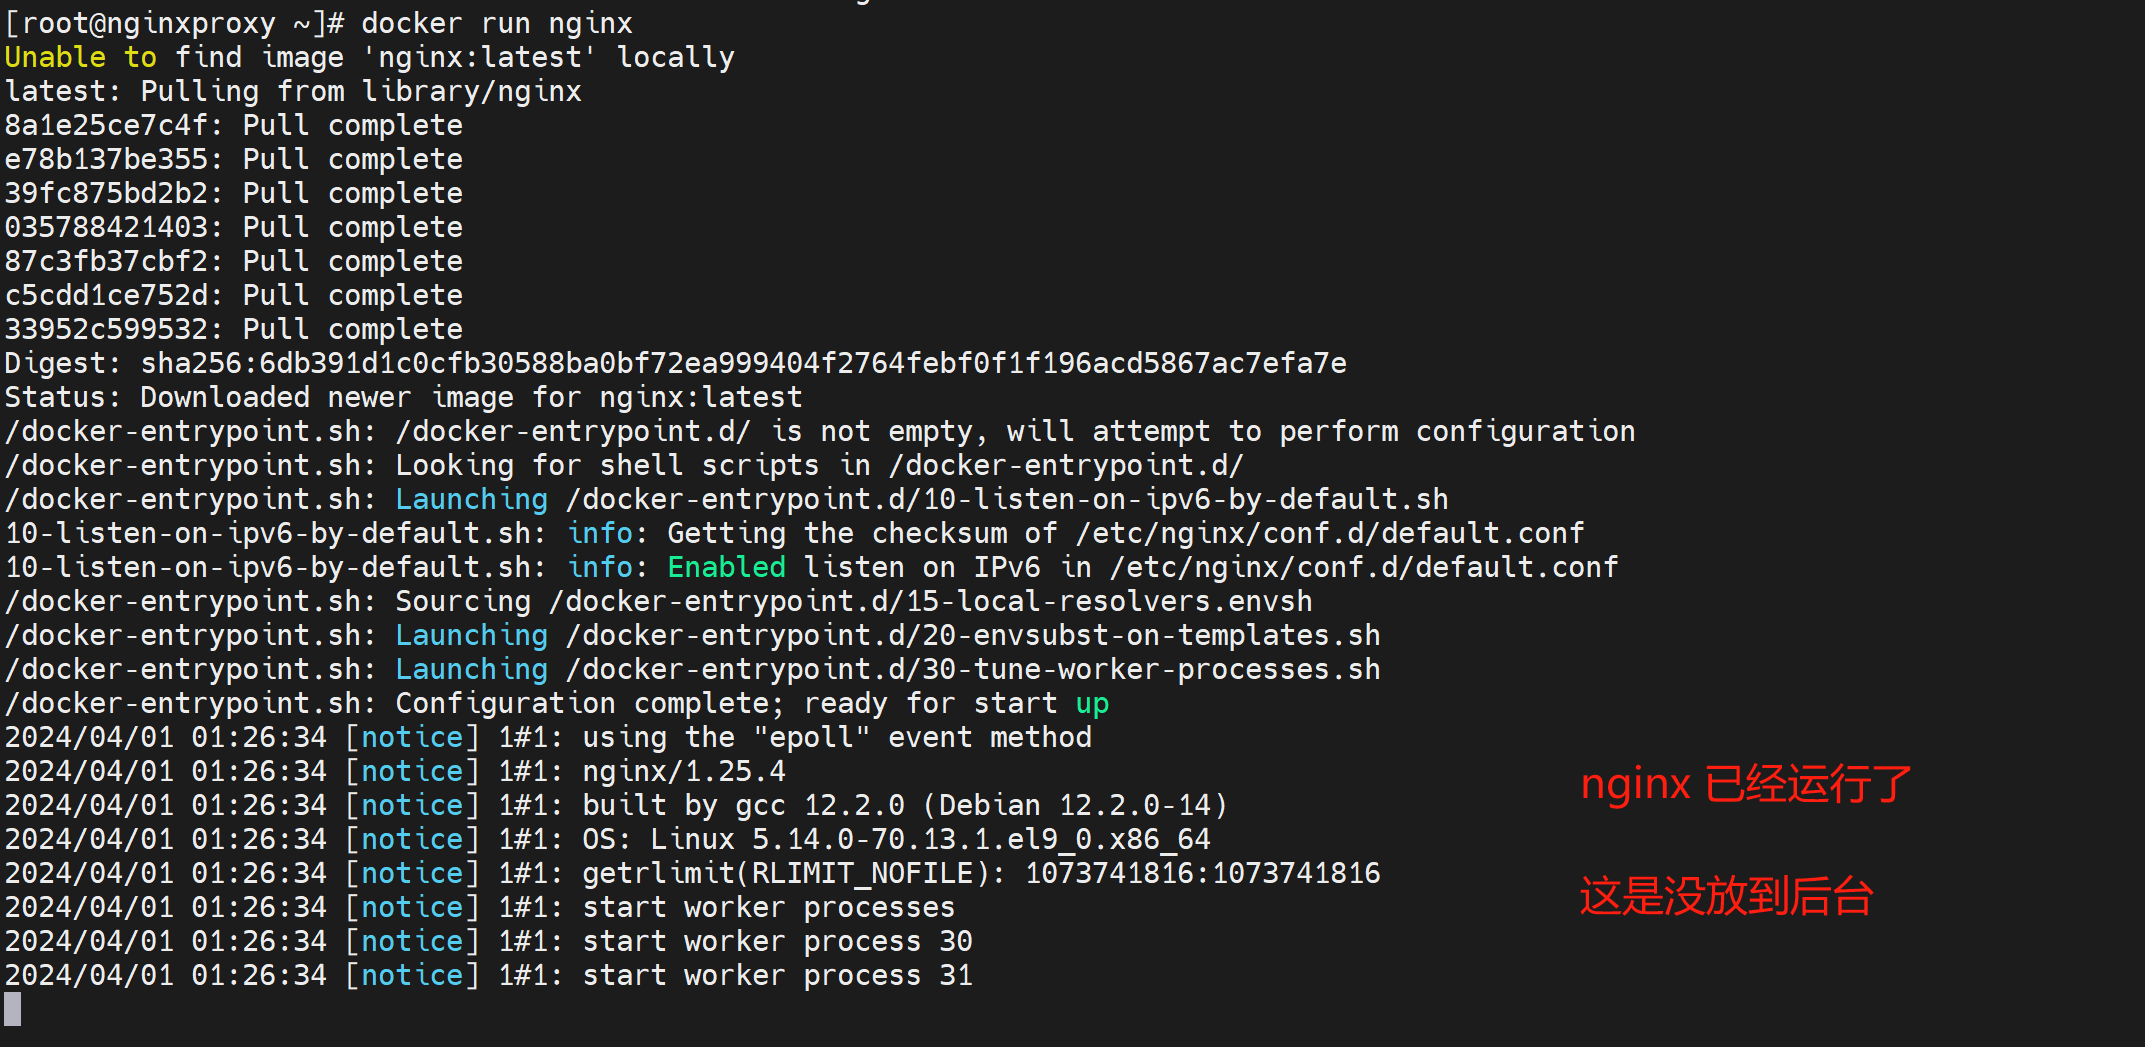 [root@nginxproxy ~]# docker run nginx
Unable to find image 'nginx:latest' locally
latest: Pulling from library/nginx
8a1e25ce7c4f: Pull complete
e78b137be355: Pull complete
39fc875bd2b2: Pull complete
035788421403: Pull complete
87c3fb37cbf2: Pull complete
c5cdd1ce752d: Pull complete
33952c599532: Pull complete
Digest: sha256:6db391d1c0cfb30588ba0bf72ea999404f2764febf0f1f196acd5867ac7efa7e
Status: Downloaded newer image for nginx:latest
/docker-entrypoint.sh: /docker-entrypoint.d/ is not empty, will attempt to perform configuration
/docker-entrypoint.sh: Looking for shell scripts in /docker-entrypoint.d/
/docker-entrypoint.sh: Launching /docker-entrypoint.d/10-listen-on-ipv6-by-default.sh
10-listen-on-ipv6-by-default.sh: info: Getting the checksum of /etc/nginx/conf.d/default.conf
10-listen-on-ipv6-by-default.sh: info: Enabled listen on IPv6 in /etc/nginx/conf.d/default.conf
/docker-entrypoint.sh: Sourcing /docker-entrypoint.d/15-local-resolvers.envsh
/docker-entrypoint.sh: Launching /docker-entrypoint.d/20-envsubst-on-templates.sh
/docker-entrypoint.sh: Launching /docker-entrypoint.d/30-tune-worker-processes.sh
/docker-entrypoint.sh: Configuration complete; ready for start up
2024/04/01 01:26:34 [notice] 1#1: using the "epoll" event method
2024/04/01 01:26:34 [notice] 1#1: nginx/1.25.4
nginx 已经运行了
2024/04/01 01:26:34 [notice] 1#1: built by gcc 12.2.0 (Debian 12.2.0-14)
2024/04/01 01:26:34 [notice] 1#1: OS: Linux 5.14.0-70.13.1.el9_0.x86_64
2024/04/01 01:26:34 [notice] 1#1: getrlimit(RLIMIT_NOFILE): 1073741816:1073741816
这是没放到后台
2024/04/01 01:26:34 [notice] 1#1: start worker processes
2024/04/01 01:26:34 [notice] 1#1: start worker process 30
2024/04/01 01:26:34 [notice] 1#1: start worker process 31